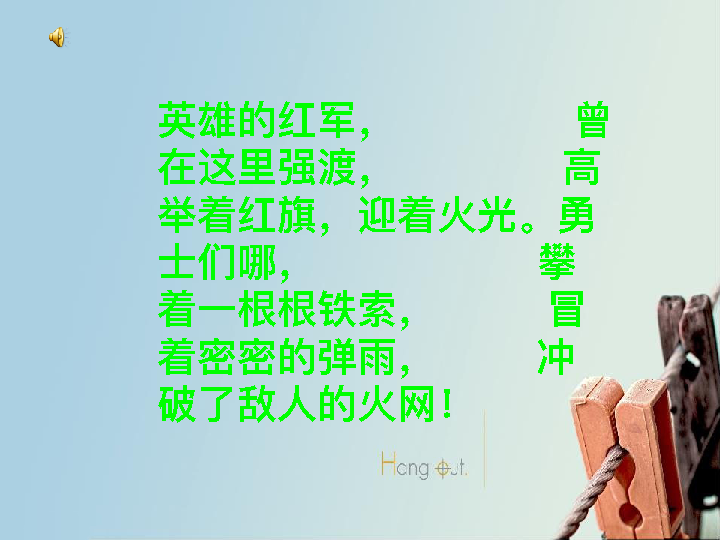 英雄的红军， 曾
在这里强渡， 高
举着红旗，迎着火光。勇
士们哪， 攀
着一根根铁索， 冒
着密密的弹雨， 冲
破了敌人的火网！
Hang out.